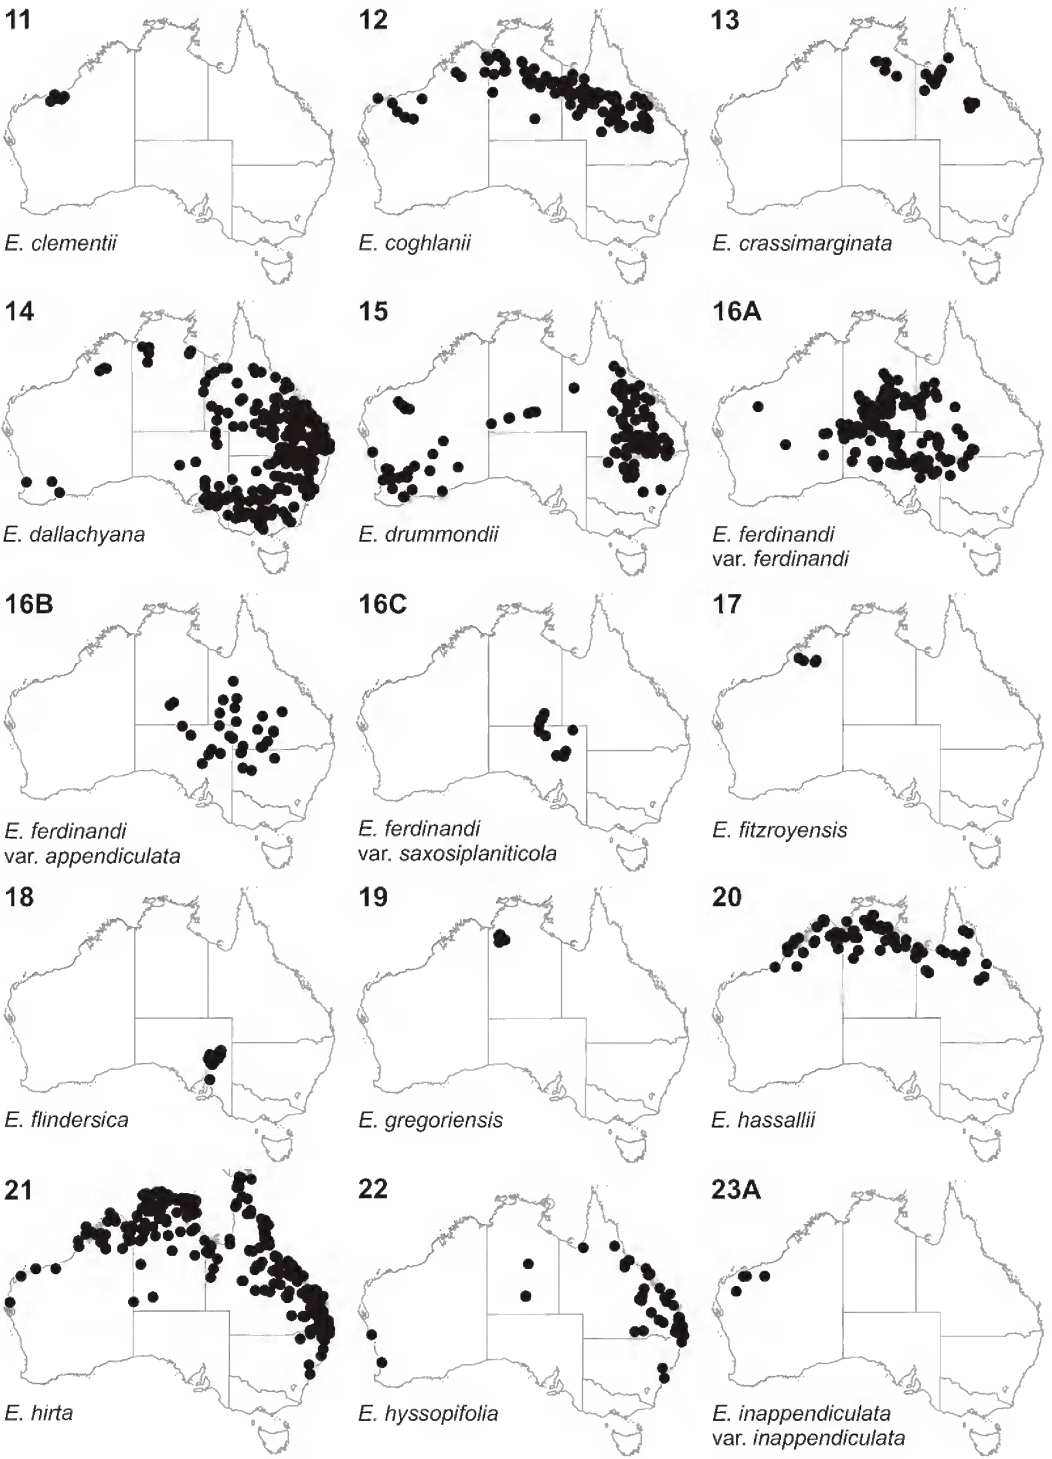 11
12
13
E. clementii
E. coghlanii
E. crassimarginata
14
15
16A
E. dallachyana
E. drummondii
E. ferdinandi
var. ferdinandi
16B
16C
17
E. ferdinandi
var. appendiculata
E. ferdinandi
var. saxosiplaniticola
E. fitzroyensis
18
19
20
E. flindersica
E. gregoriensis
E. hassallii
21
22
23A
E. hirta
E. hyssopifolia
E. inappendiculata
var. inappendiculata